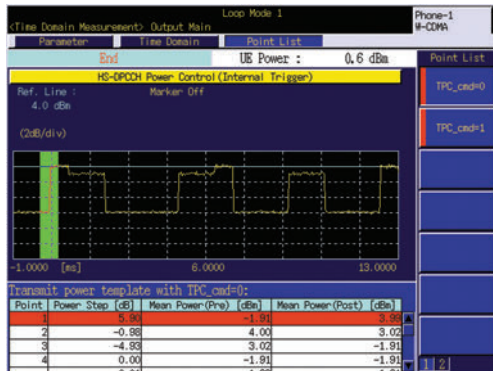 Loop Mode 1
Phone-1
<Time Domain Measurement> Output Main
W-CDMA
Parameter Time Domain Point List
End UE Power : 0.6 dBm Point List
HS-DPCCH Power Control(Internal Trigger)
Ref. Line : Marker Off TPC_cmd=0
4.0 dBm
TPC_cmd=1
(2dB/div)
-1.0000 [ms] 6.0000 13.0000
Transmit power template with TPC_cmd=0:
Point Power Step [dB] Mean Power(Pre) [dBm] Mean Power(Post) [dBm]
1 5.90 -1.91 3.99
2 -0.98 4.00 3.02
3 -4.93 3.02 -1.91
4 0.00 -1.91 -1.91
1 2